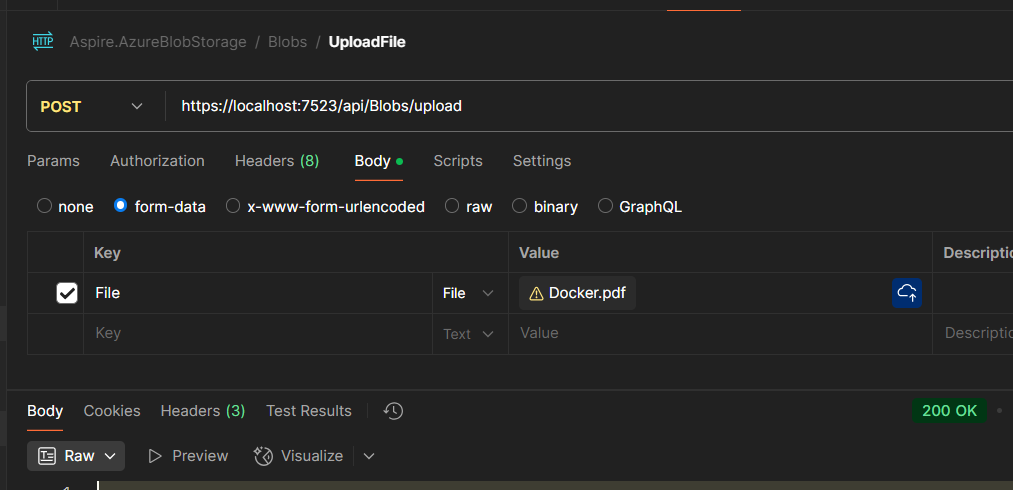 HTTP Aspire.AzureBlobStorage / Blobs / UploadFile
POST https://localhost:7523/api/Blobs/upload
Params Authorization Headers (8) Body Scripts Settings
none form-data x-www-form-urlencoded raw binary GraphQL
Key Value
File File Docker.pdf
Key Text Value
Body Cookies Headers (3) Test Results 200 OK
Raw Preview Visualize